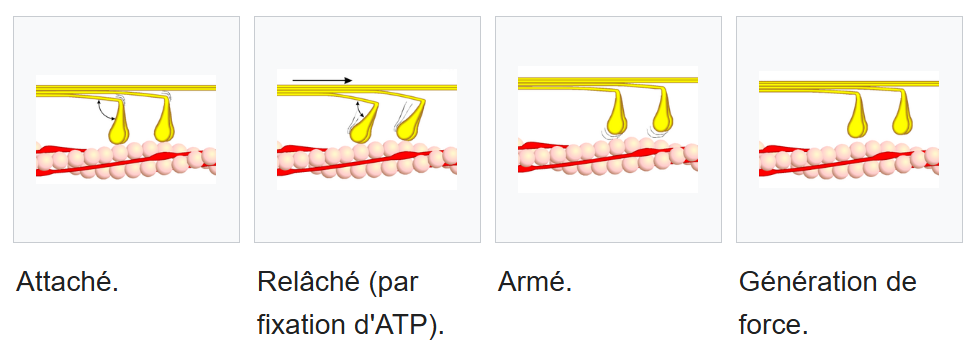 Attaché.
Relâché (par
fixation d'ATP).
Armé.
Génération de
force.